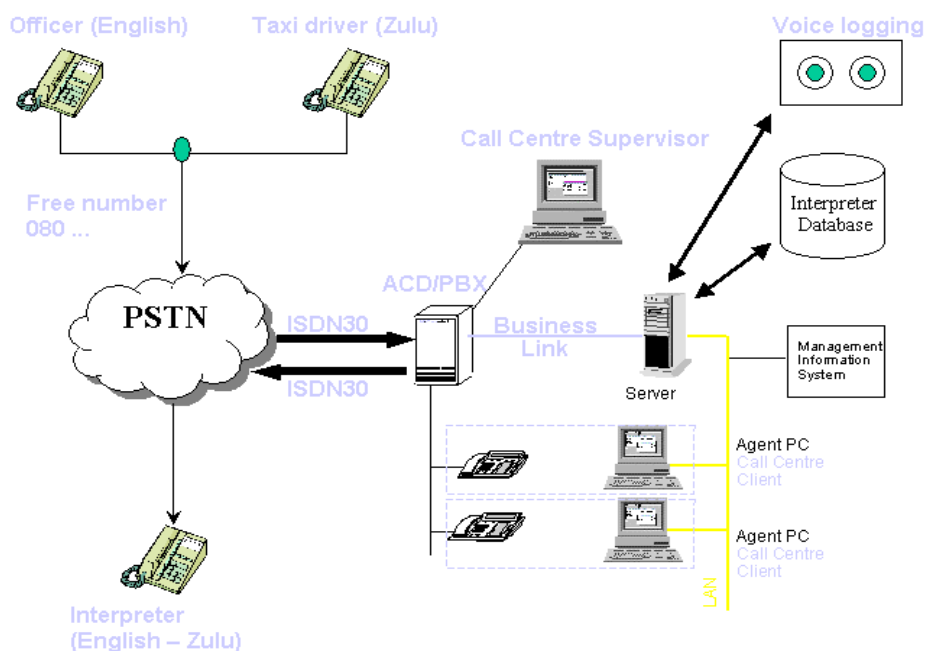 Officer (English)
Taxi driver (Zulu)
Voice logging
Call Centre Supervisor
Free number
080 ...
Interpreter
Database
ACD/PBX
PSTN
ISDN30
Business
Link
ISDN30
Management
Information
System
Server
Agent PC
Call Centre
Client
Agent PC
Call Centre
Client
LAN
Interpreter
(English – Zulu)